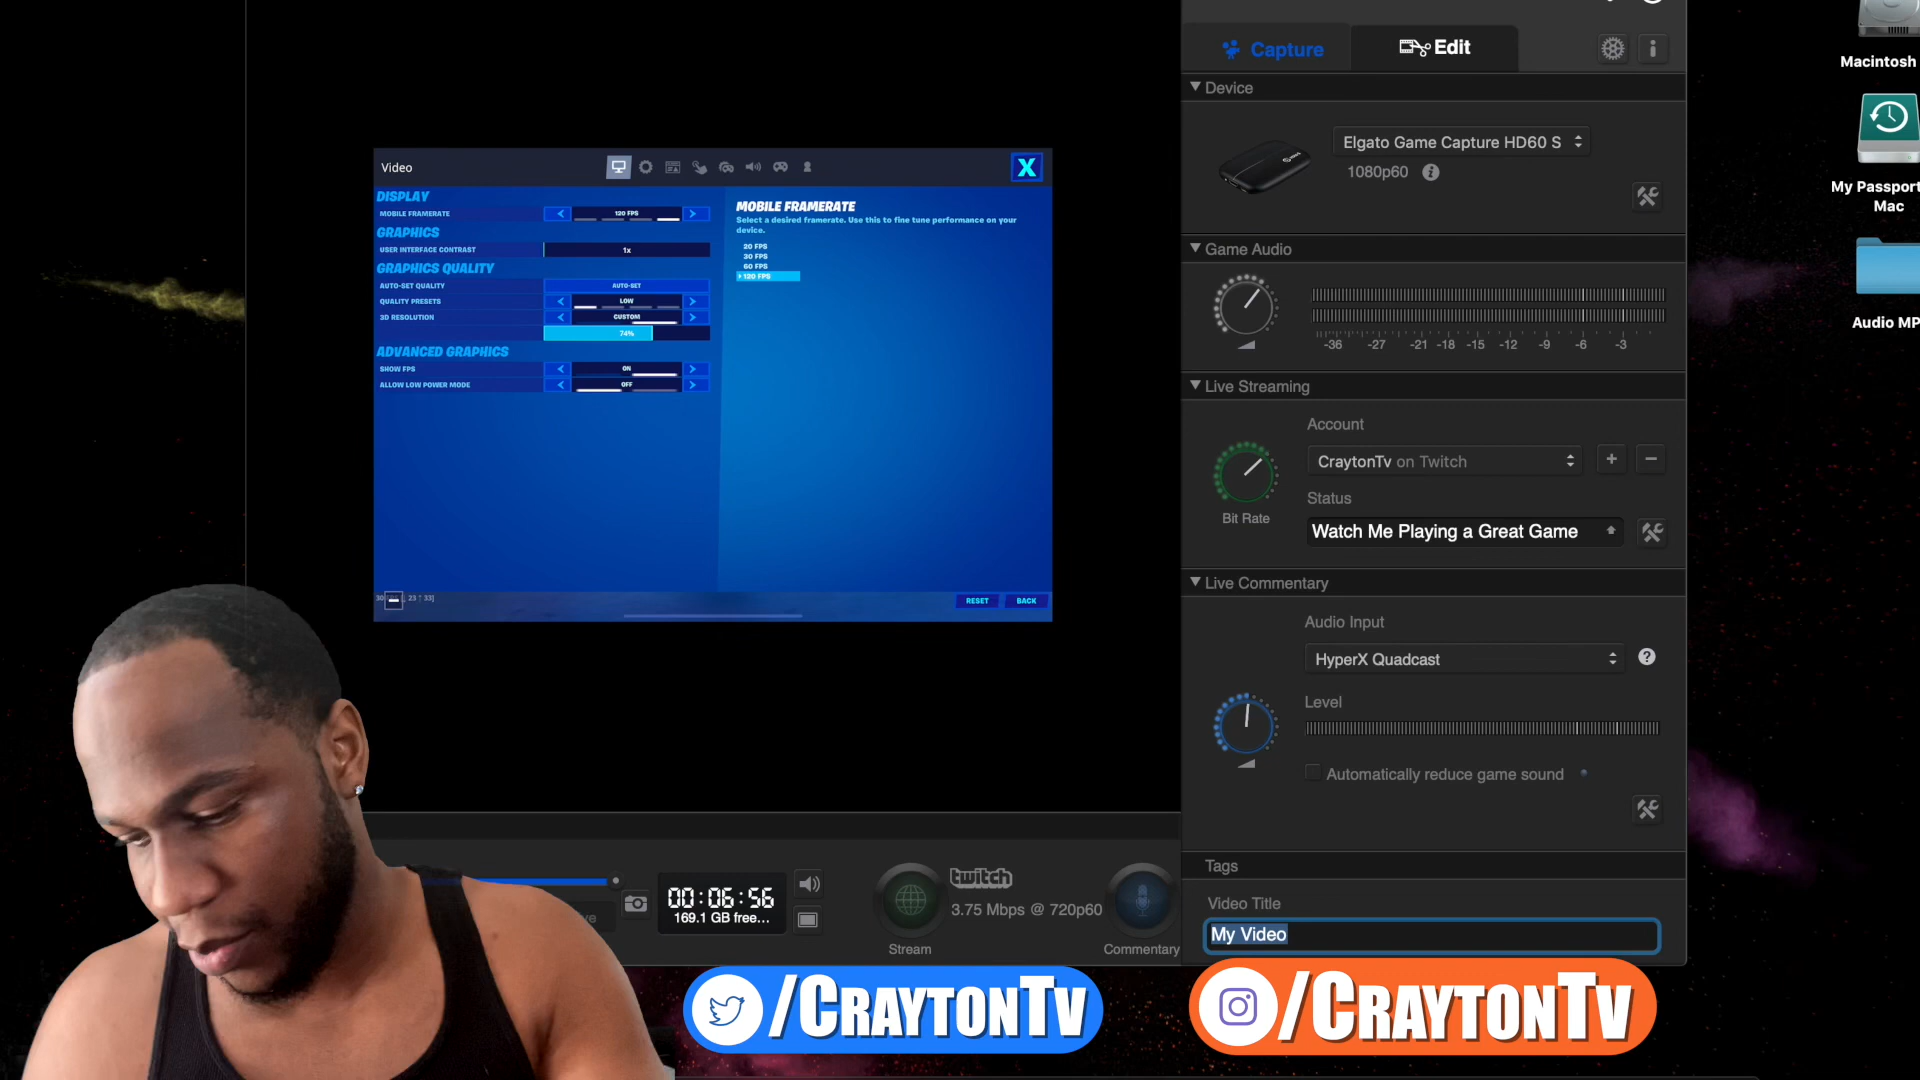 Capture
Edit
Macintosh
Device
Elgato Game Capture HD60 S
1080p60
My Passport
Mac
Video
X
DISPLAY
MOBILE FRAMERATE
120 FPS
GRAPHICS
USER INTERFACE CONTRAST
1x
GRAPHICS QUALITY
AUTO-SET QUALITY
AUTO-SET
QUALITY PRESETS
LOW
3D RESOLUTION
CUSTOM
74%
ADVANCED GRAPHICS
SHOW FPS
ON
ALLOW LOW POWER MODE
OFF
MOBILE FRAMERATE
Select a desired framerate. Use this to fine tune performance on your
device.
20 FPS
30 FPS
60 FPS
120 FPS
RESET
BACK
Game Audio
-36 -27 -21 -18 -15 -12 -9 -6 -3
Audio MP
Live Streaming
Account
CraytonTv on Twitch
+
−
Bit Rate
Status
Watch Me Playing a Great Game
Live Commentary
Audio Input
HyperX Quadcast
?
Level
Automatically reduce game sound
Tags
Video Title
My Video
00:06:56
169.1 GB free...
Stream
twitch
3.75 Mbps @ 720p60
Commentary
/CraytonTv
/CraytonTv